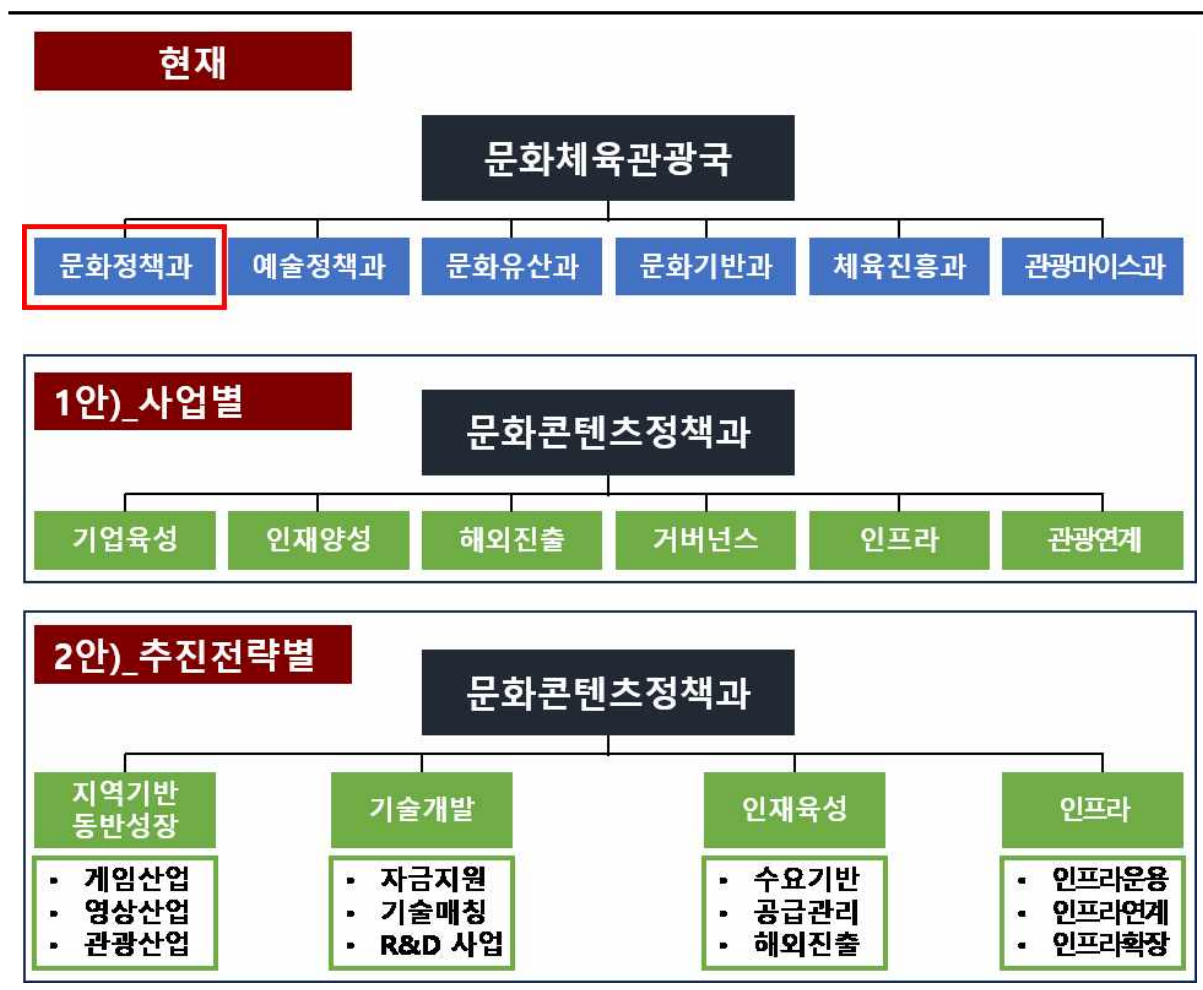 현재
문화체육관광국
문화정책과 예술정책과 문화유산과 문화기반과 체육진흥과 관광마이스과
1안)_사업별
문화콘텐츠정책과
기업육성 인재양성 해외진출 거버넌스 인프라 관광연계
2안)_추진전략별
문화콘텐츠정책과
지역기반
동반성장
기술개발
인재육성
인프라
• 게임산업
• 영상산업
• 관광산업
• 자금지원
• 기술매칭
• R&D 사업
• 수요기반
• 공급관리
• 해외진출
• 인프라운용
• 인프라연계
• 인프라확장